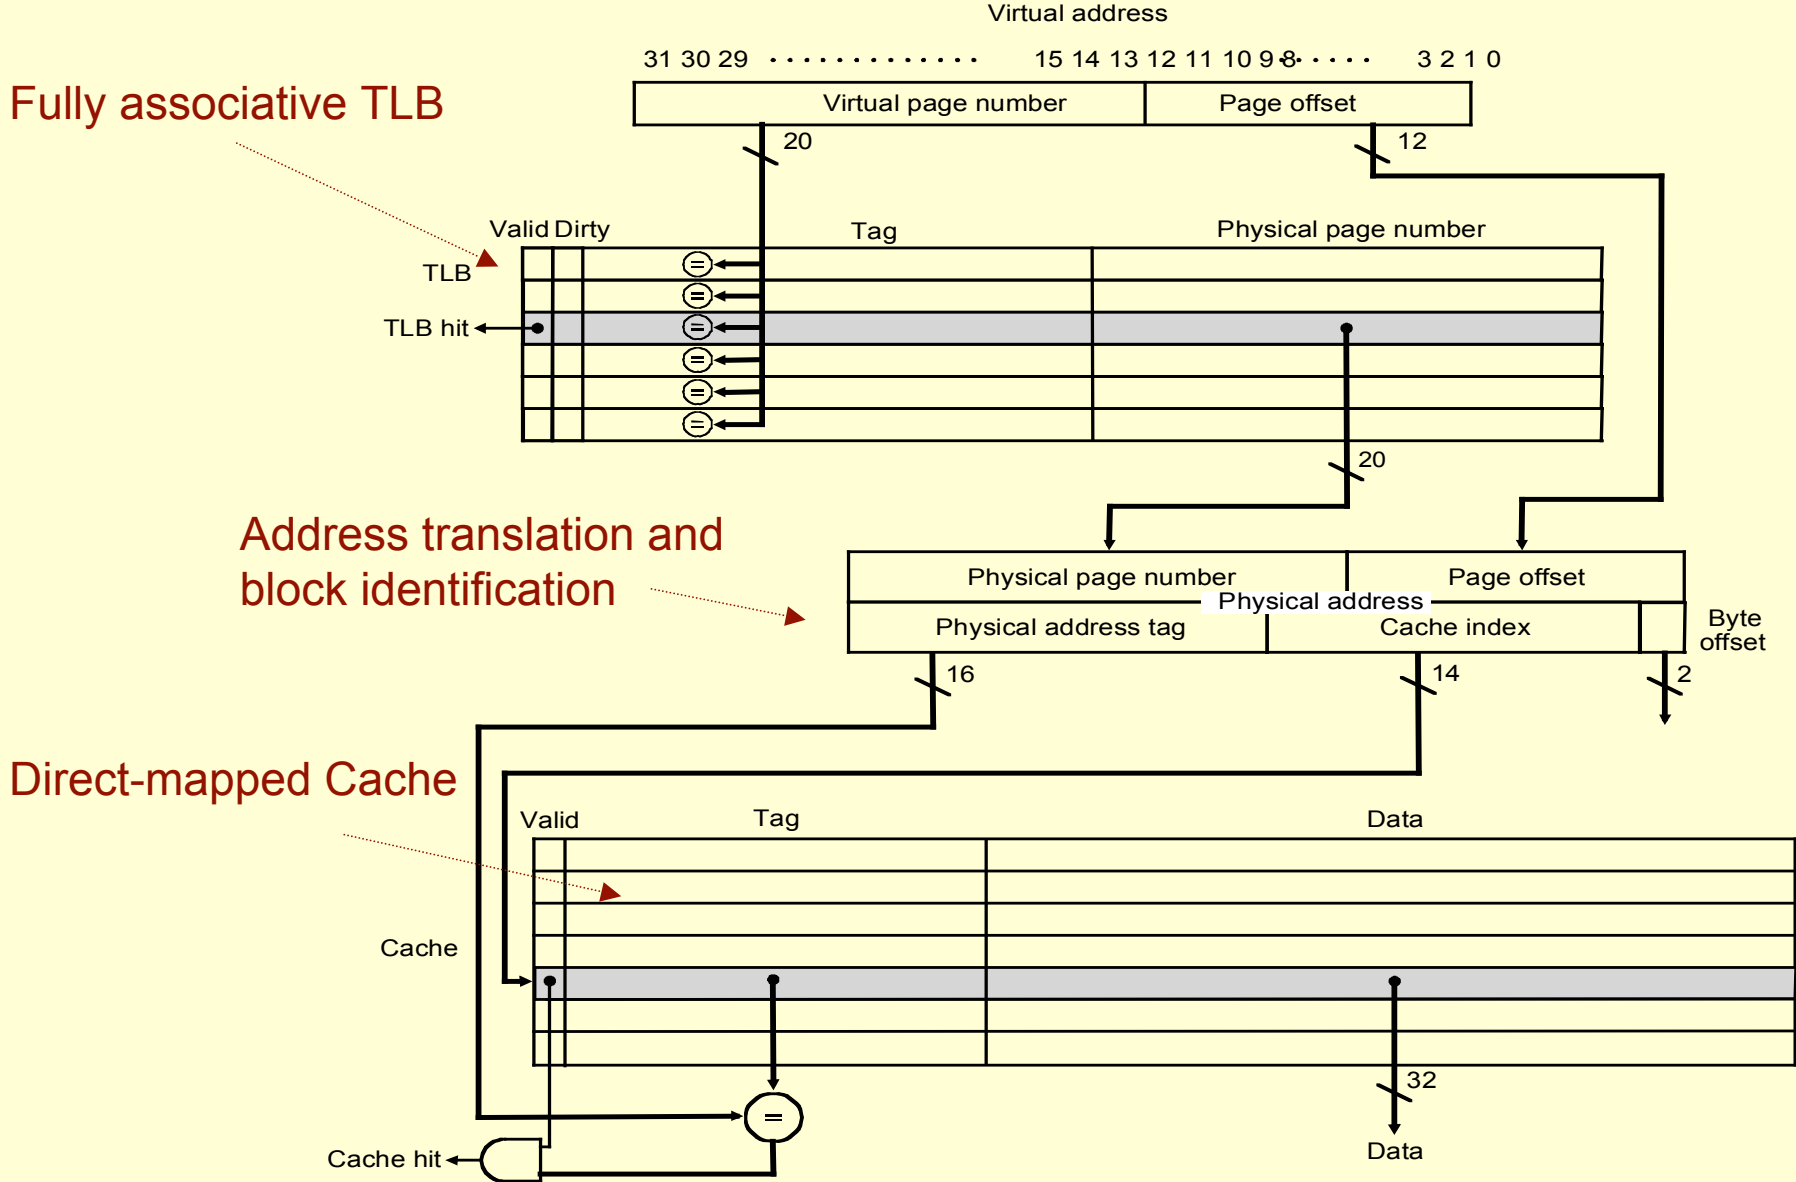 Virtual address
31 30 29 ............. 15 14 13 12 11 10 9 8 ..... 3 2 1 0
Fully associative TLB
Virtual page number Page offset
20 12
Valid Dirty Tag Physical page number
TLB
=
=
TLB hit =
=
=
=
20
Address translation and
block identification
Physical page number Page offset
Physical address
Physical address tag Cache index Byte
offset
16 14 2
Direct-mapped Cache
Valid Tag Data
Cache
32
=
Cache hit Data